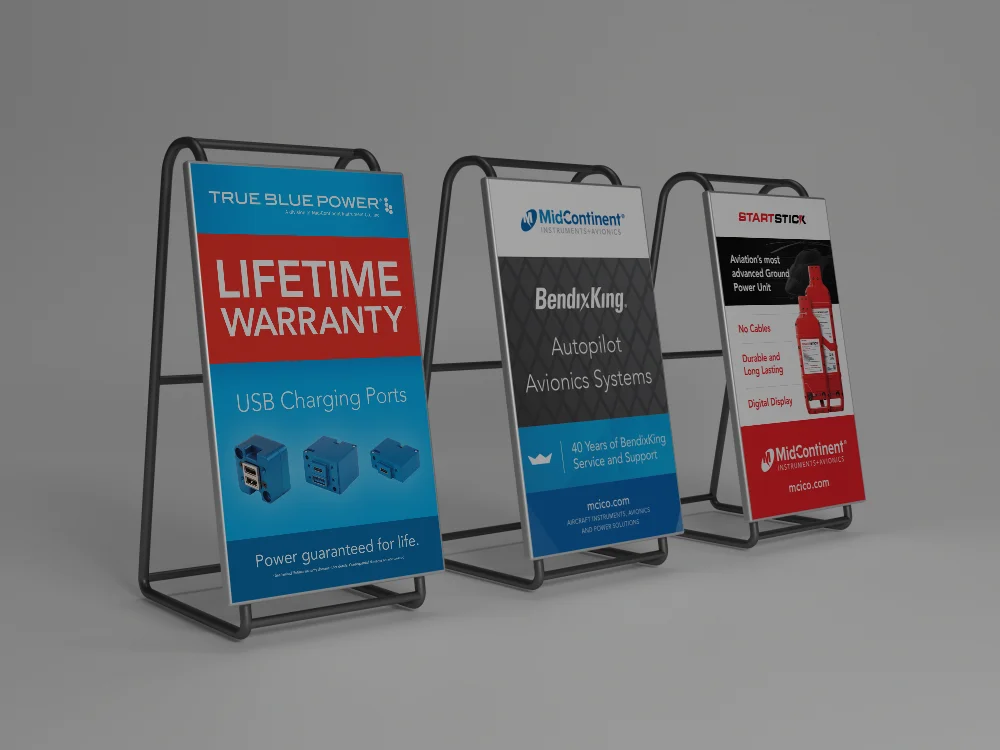 TRUE BLUE POWER®
LIFETIME
WARRANTY
USB Charging Ports
Power guaranteed for life.
MidContinent®
INSTRUMENTS+AVIONICS
BendixKing.
Autopilot
Avionics Systems
40 Years of BendixKing
Service and Support
mcico.com
AIRCRAFT INSTRUMENTS, AVIONICS
AND POWER SOLUTIONS
STARTSTICK
Aviation's most
advanced Ground
Power Unit
No Cables
Durable and
Long Lasting
Digital Display
MidContinent®
INSTRUMENTS+AVIONICS
mcico.com